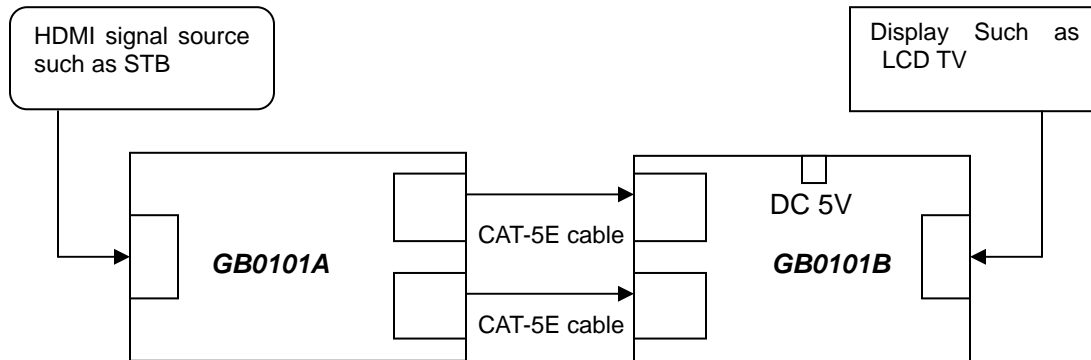 HDMI signal source
such as STB
Display Such as
LCD TV
DC 5V
CAT-5E cable
GB0101A
GB0101B
CAT-5E cable